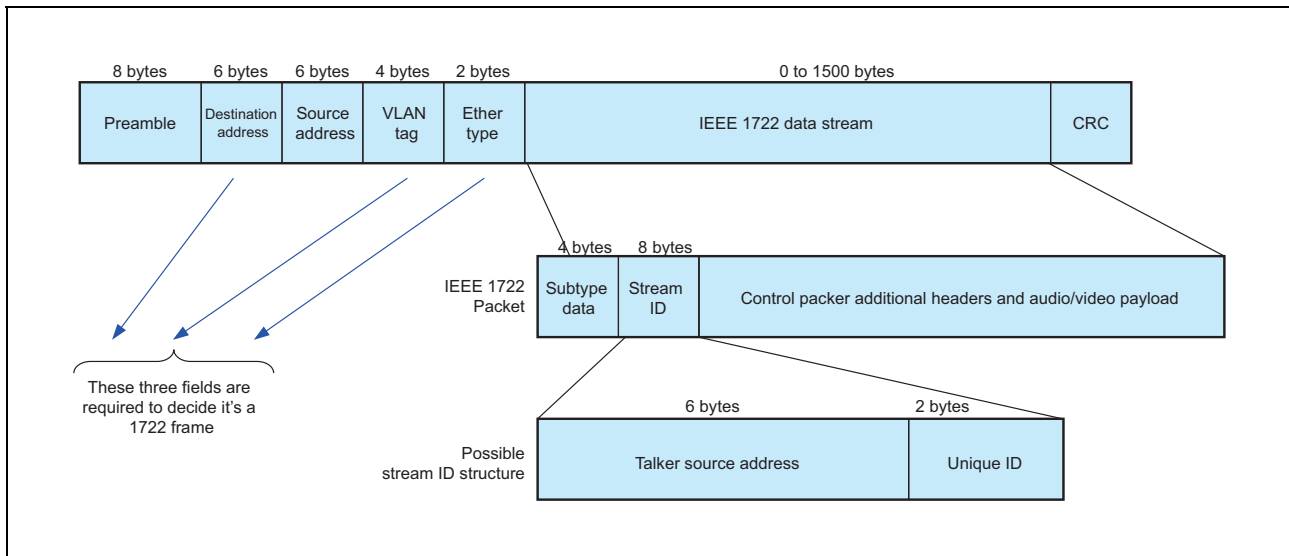 8 bytes 6 bytes 6 bytes 4 bytes 2 bytes 0 to 1500 bytes
Preamble
Destination
address
Source
address
VLAN
tag
Ether
type
IEEE 1722 data stream
CRC
4 bytes 8 bytes
IEEE 1722
Packet
Subtype
data
Stream
ID
Control packer additional headers and audio/video payload
These three fields are
required to decide it's a
1722 frame
6 bytes 2 bytes
Possible
stream ID structure
Talker source address
Unique ID